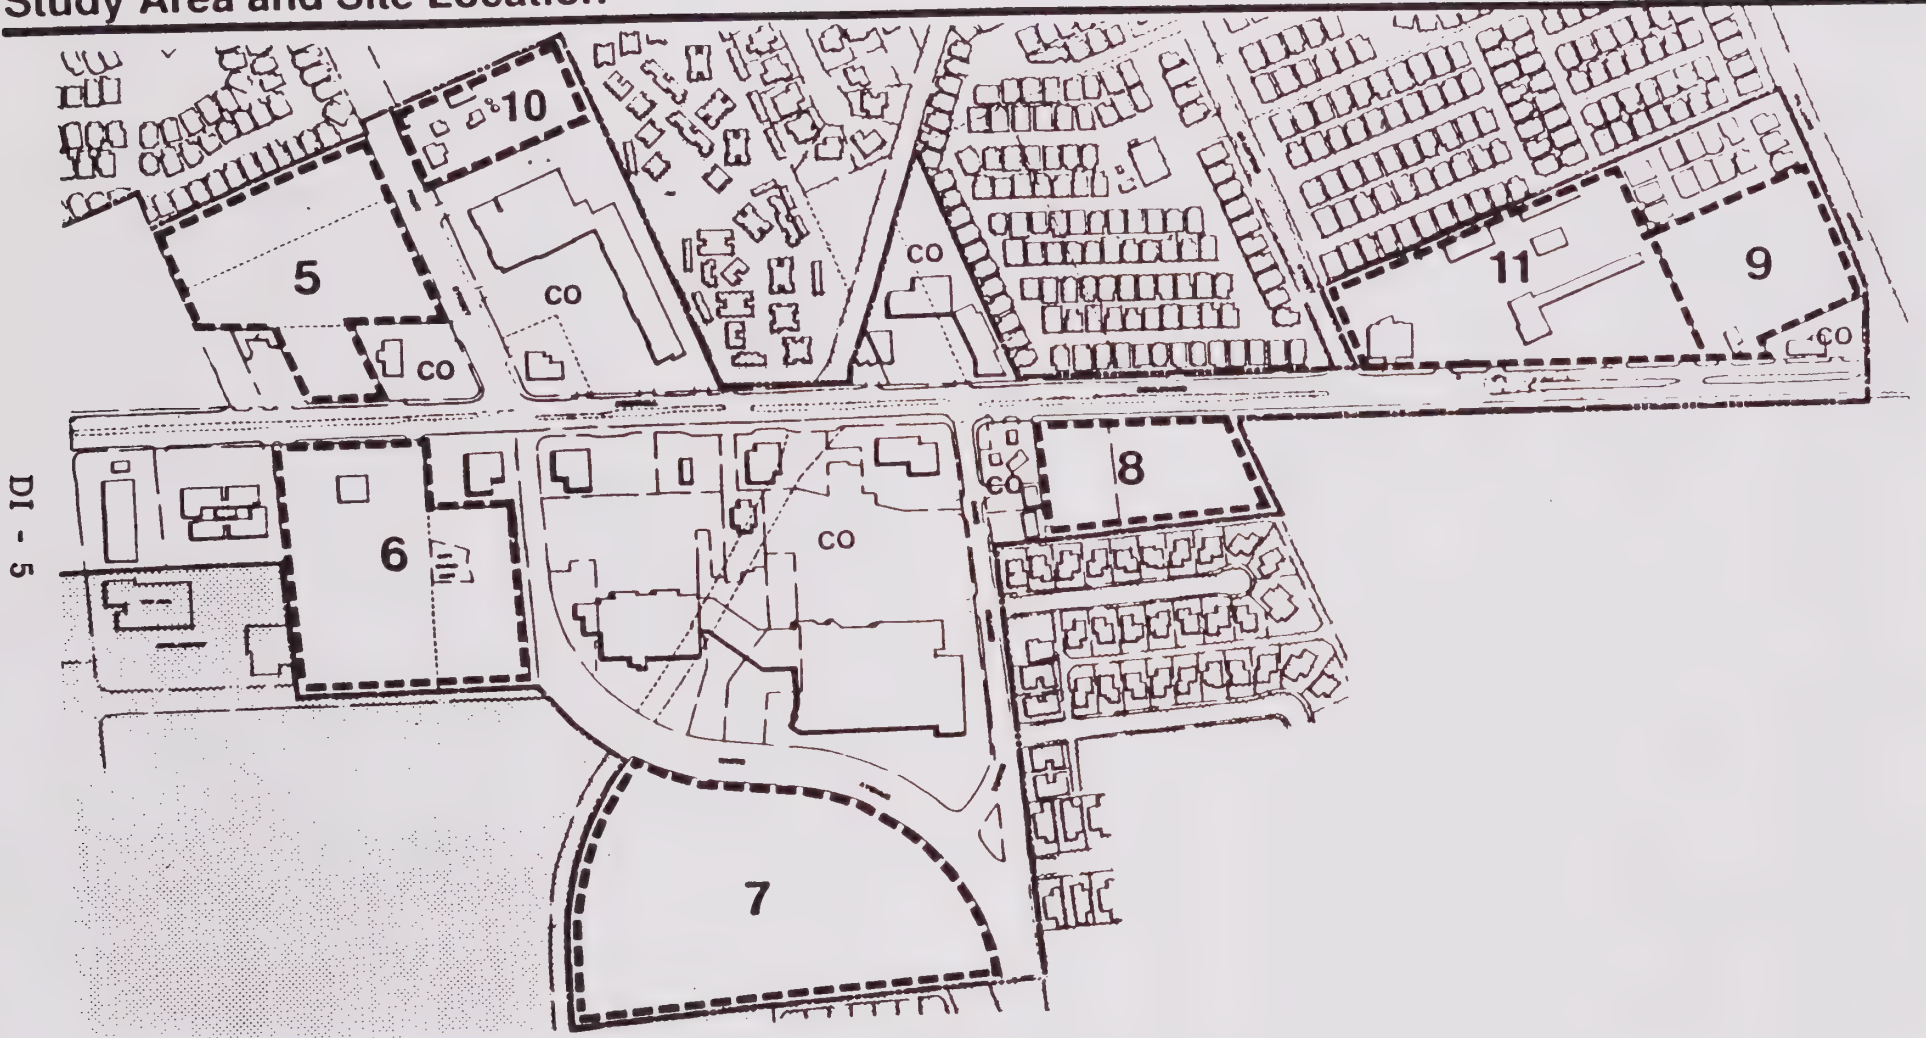 Study Area and Site Location
10
5
CO
CO
CO
11
9
CO
8
CO
6
CO
7
DI - 5